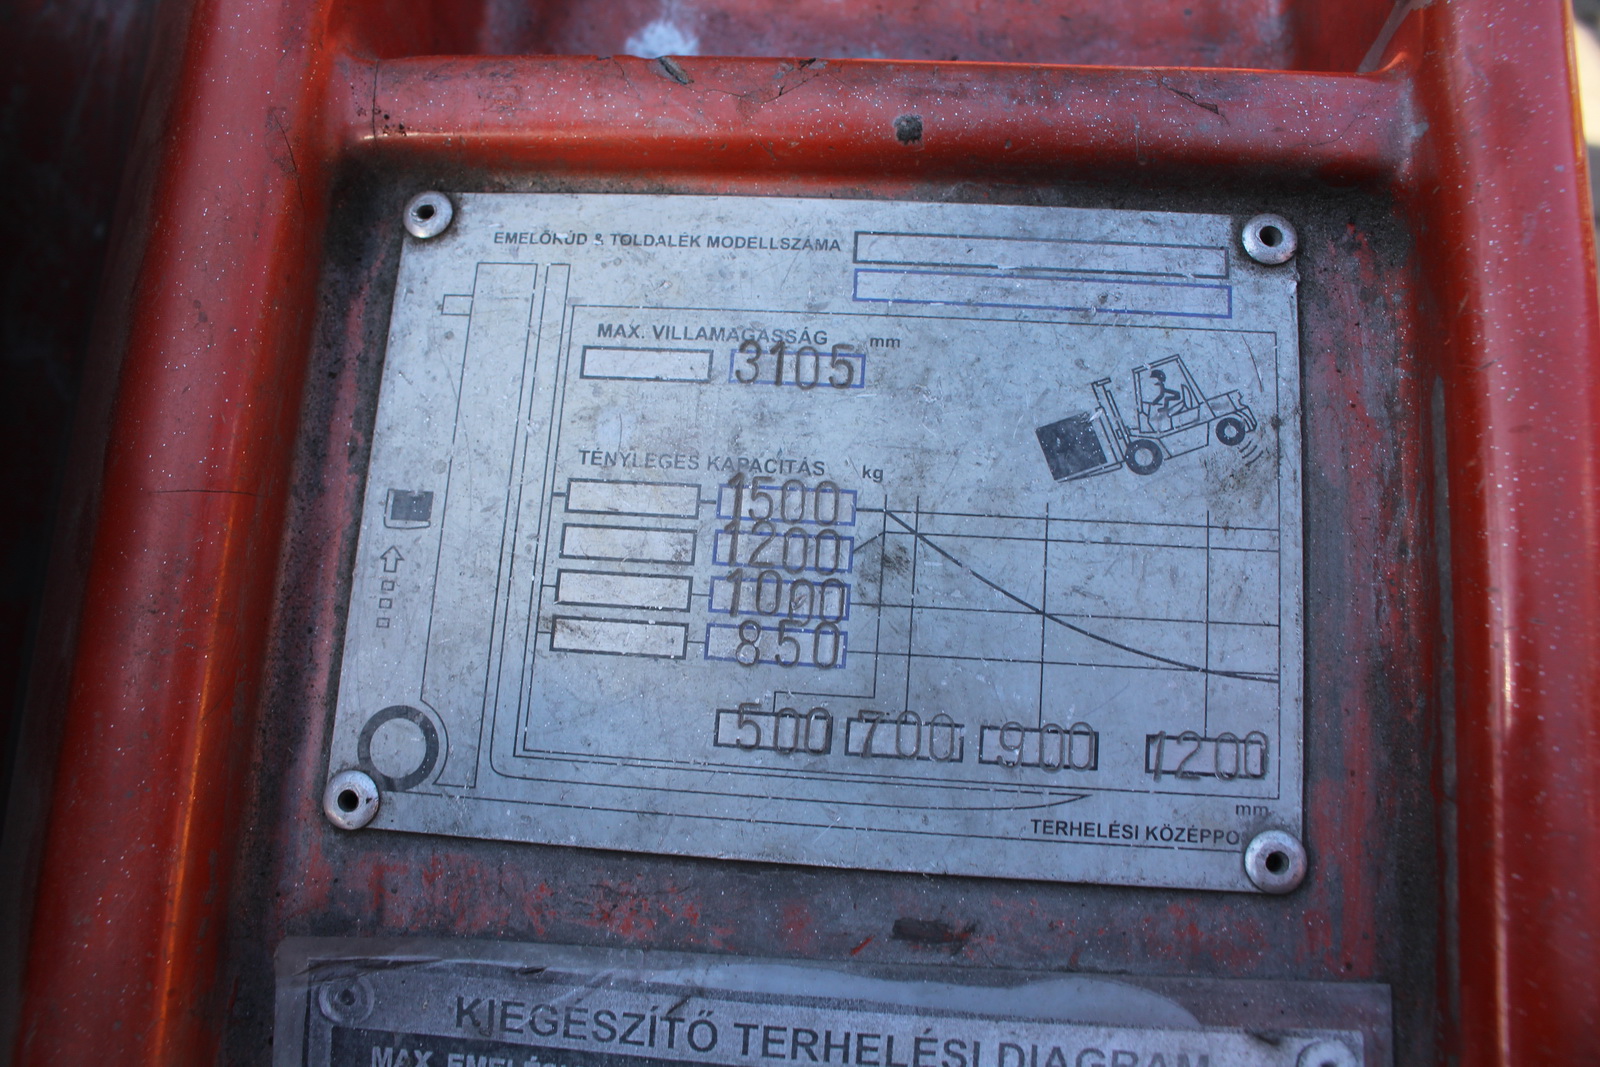 EMELŐRÚD & TOLDALÉK MODELLSZÁMA
MAX. VILLAMAGASSÁG mm
3105
TÉNYLEGES KAPACITÁS kg
1500
1200
1000
850
500 700 900 1200
mm
TERHELÉSI KÖZÉPPO
KIEGÉSZÍTŐ TERHELÉSI DIAGRAM
MAX.